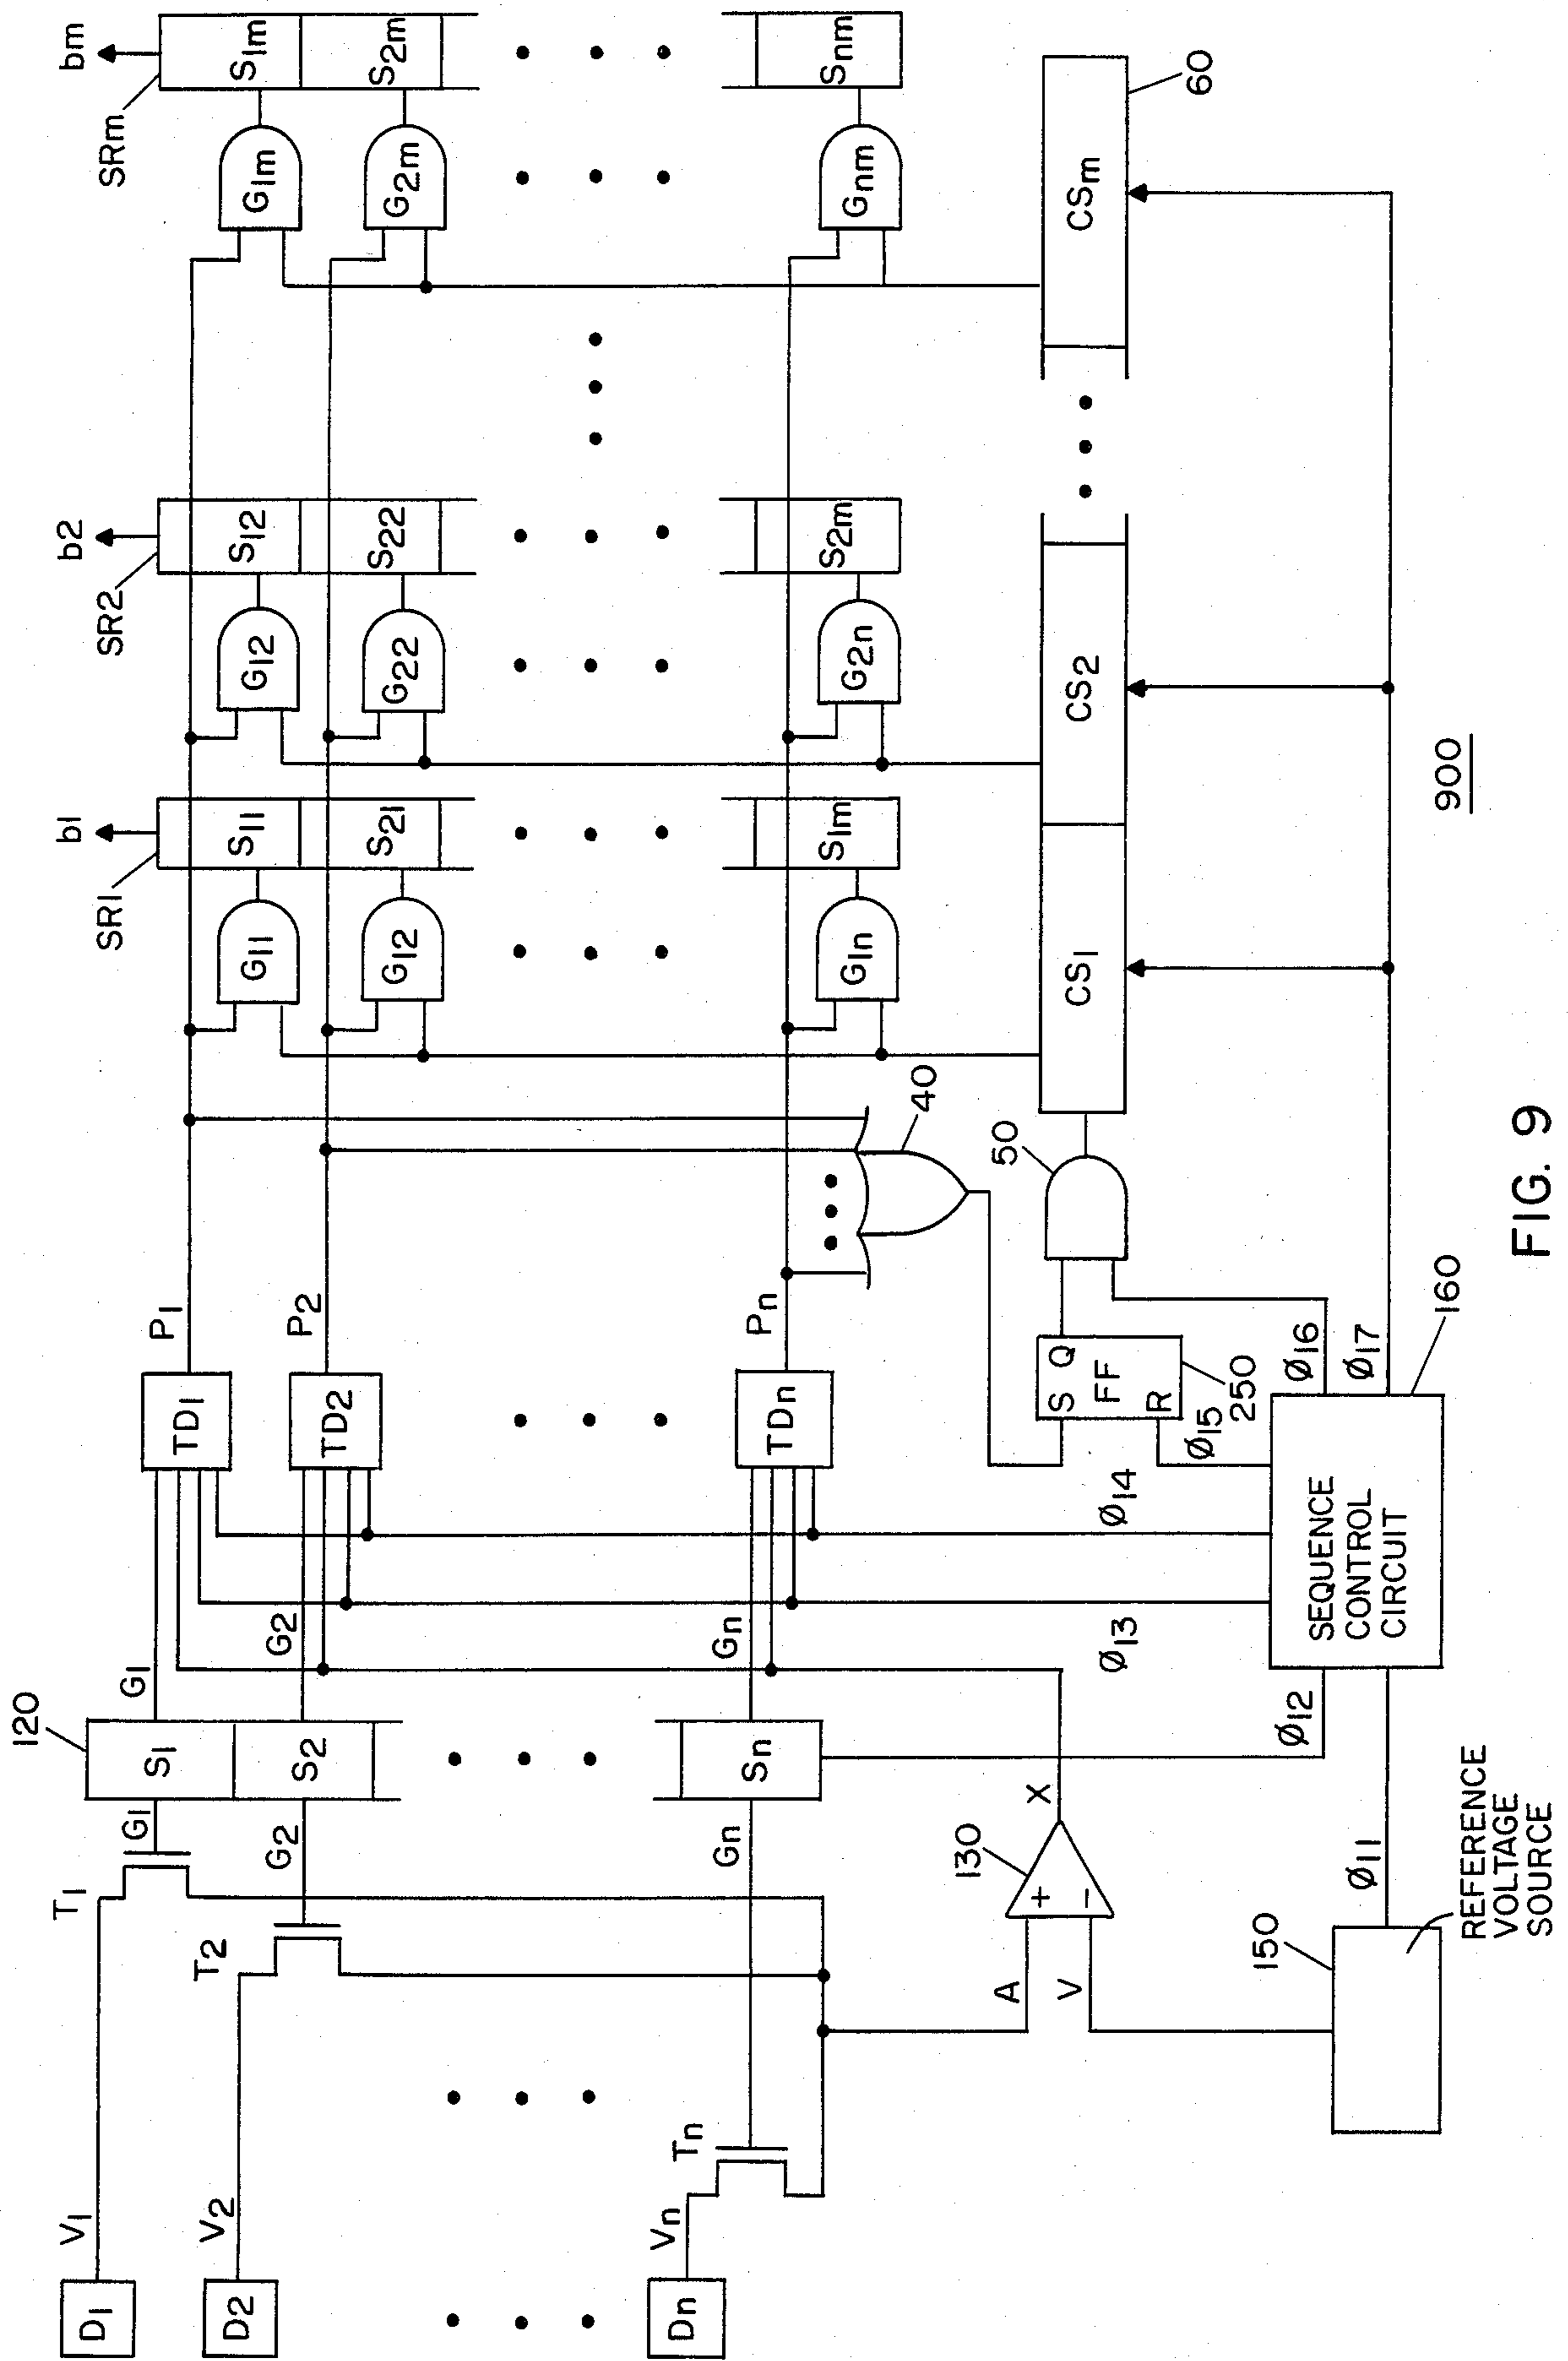 D1
D2
Dn
V1
V2
Vn
T1
T2
Tn
G1
G2
Gn
120
S1
S2
Sn
G1
G2
Gn
A
V
+
−
130
X
150
REFERENCE
VOLTAGE
SOURCE
Ø11
Ø12
Ø13
Ø14
Ø15
Ø16
Ø17
SEQUENCE
CONTROL
CIRCUIT
160
TD1
TD2
TDn
P1
P2
Pn
S Q
FF
R
250
40
50
SR1
b1
G11
S11
G12
S21
G1n
S1m
SR2
b2
G12
S12
G22
S22
G2n
S2m
SRm
bm
G1m
S1m
G2m
S2m
Gnm
Snm
CS1
CS2
CSm
60
900
FIG. 9